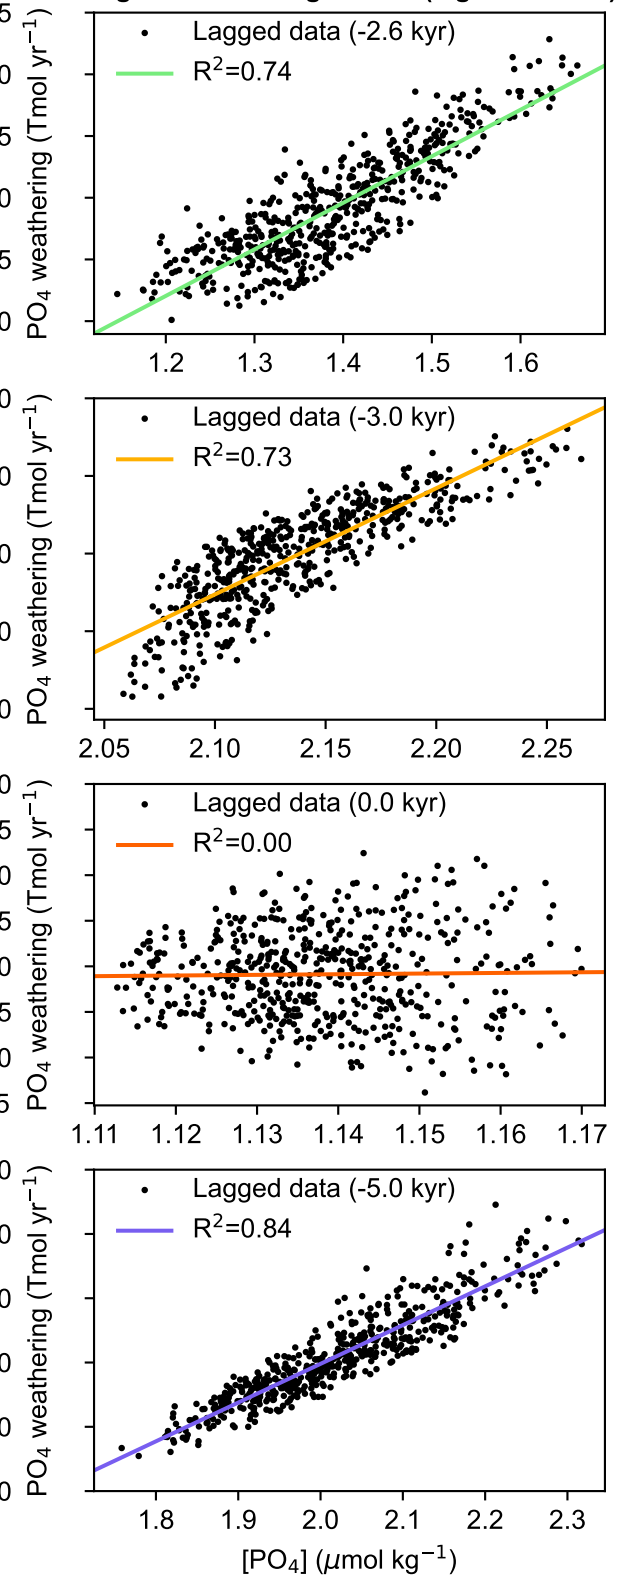 Lagged data (-2.6 kyr)
R²=0.74
PO₄ weathering (Tmol yr⁻¹)
1.2 1.3 1.4 1.5 1.6
Lagged data (-3.0 kyr)
R²=0.73
PO₄ weathering (Tmol yr⁻¹)
2.05 2.10 2.15 2.20 2.25
Lagged data (0.0 kyr)
R²=0.00
PO₄ weathering (Tmol yr⁻¹)
1.11 1.12 1.13 1.14 1.15 1.16 1.17
Lagged data (-5.0 kyr)
R²=0.84
PO₄ weathering (Tmol yr⁻¹)
1.8 1.9 2.0 2.1 2.2 2.3
[PO₄] (μmol kg⁻¹)